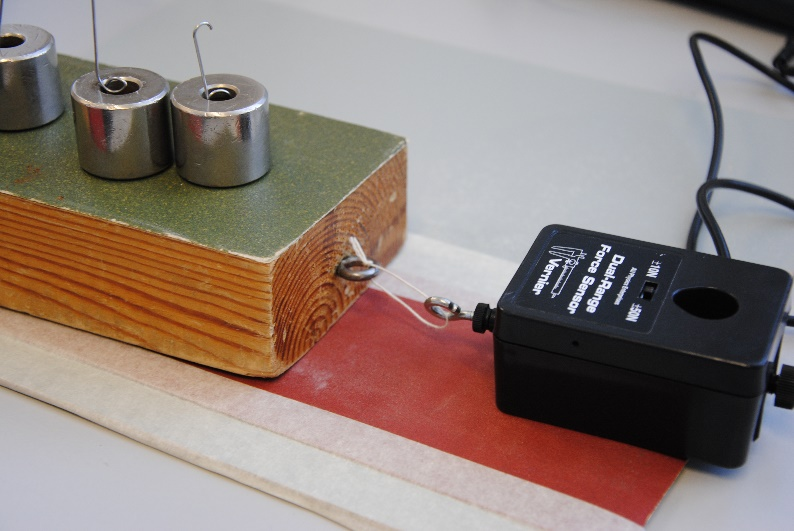 Vernier
Dual-Range
Force Sensor
±10N
±50N